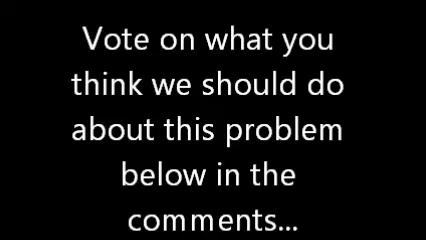 Vote on what you
think we should do
about this problem
below in the
comments...